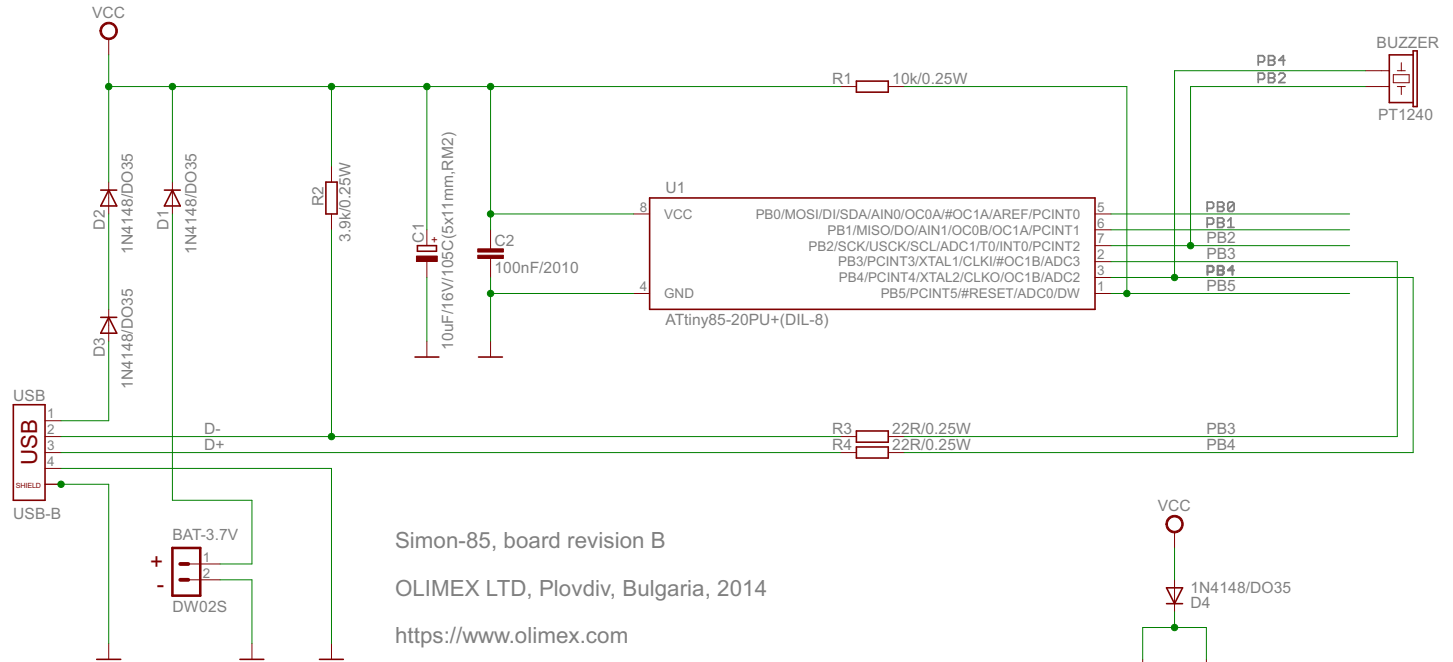 VCC
BUZZER
PB4
PB2
PT1240
R1
10k/0.25W
D2
1N4148/DO35
D1
1N4148/DO35
R2
3.9k/0.25W
C1
+
10uF/16V/105C(5x11mm,RM2)
C2
100nF/2010
U1
8
VCC
4
GND
PB0/MOSI/DI/SDA/AIN0/OC0A/#OC1A/AREF/PCINT0
5
PB0
PB1/MISO/DO/AIN1/OC0B/OC1A/PCINT1
6
PB1
PB2/SCK/USCK/SCL/ADC1/T0/INT0/PCINT2
7
PB2
PB3/PCINT3/XTAL1/CLKI/#OC1B/ADC3
2
PB3
PB4/PCINT4/XTAL2/CLKO/OC1B/ADC2
3
PB4
PB5/PCINT5/#RESET/ADC0/DW
1
PB5
ATtiny85-20PU+(DIL-8)
D3
1N4148/DO35
USB
USB
1
2
3
4
SHIELD
USB-B
D-
D+
R3
22R/0.25W
PB3
R4
22R/0.25W
PB4
BAT-3.7V
+
-
1
2
DW02S
Simon-85, board revision B
OLIMEX LTD, Plovdiv, Bulgaria, 2014
https://www.olimex.com
VCC
1N4148/DO35
D4